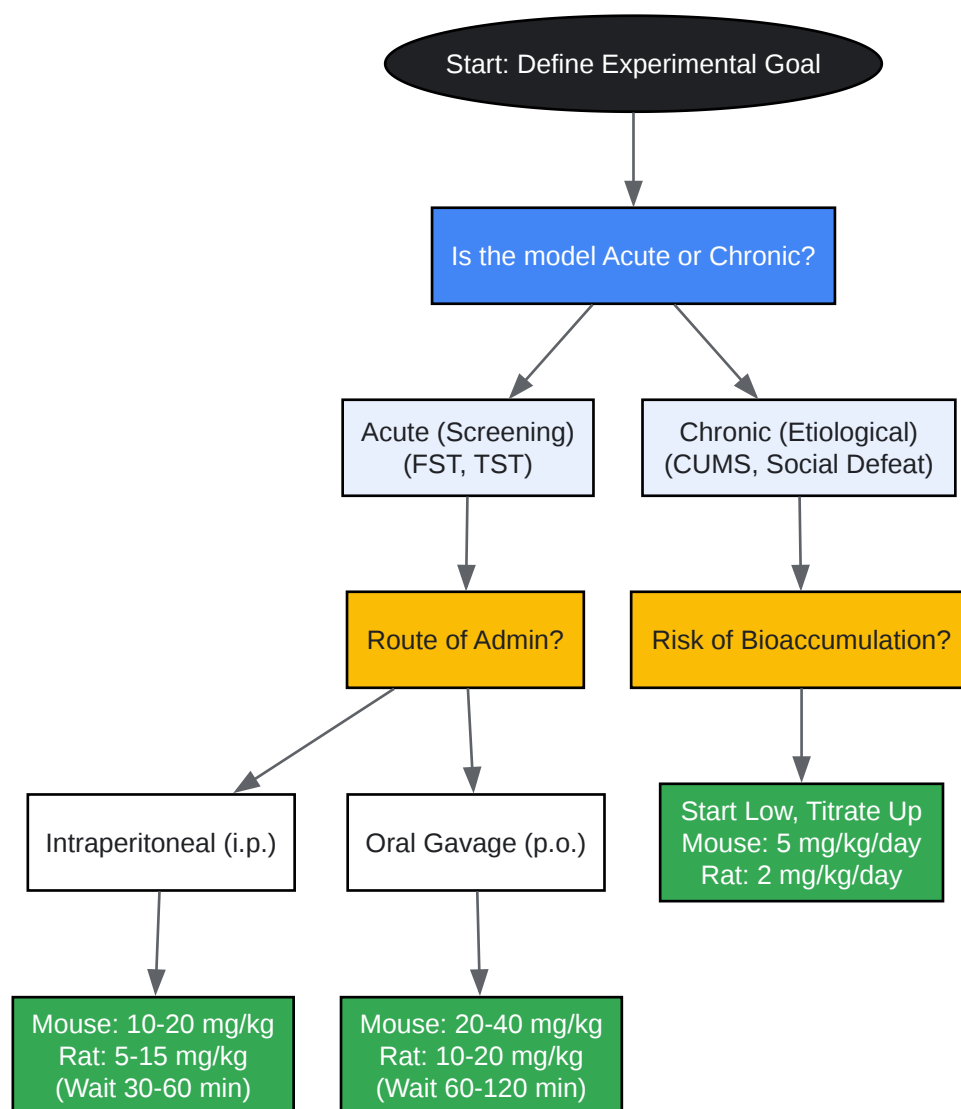 Start: Define Experimental Goal
Is the model Acute or Chronic?
Acute (Screening)
(FST, TST)
Chronic (Etiological)
(CUMS, Social Defeat)
Route of Admin?
Risk of Bioaccumulation?
Intraperitoneal (i.p.)
Oral Gavage (p.o.)
Start Low, Titrate Up
Mouse: 5 mg/kg/day
Rat: 2 mg/kg/day
Mouse: 10-20 mg/kg
Rat: 5-15 mg/kg
(Wait 30-60 min)
Mouse: 20-40 mg/kg
Rat: 10-20 mg/kg
(Wait 60-120 min)